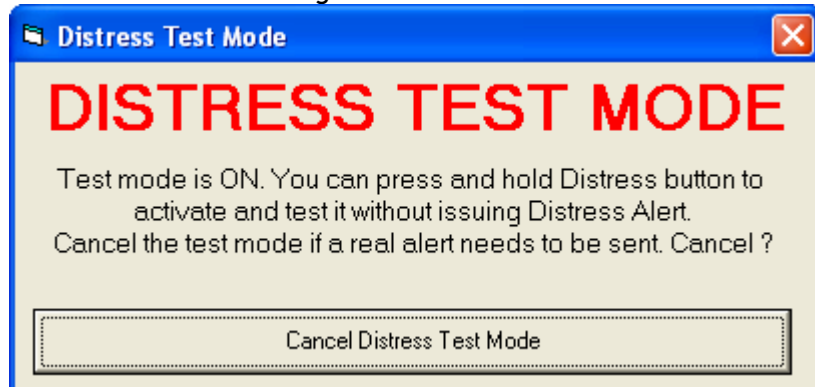 Distress Test Mode
DISTRESS TEST MODE
Test mode is ON. You can press and hold Distress button to
activate and test it without issuing Distress Alert.
Cancel the test mode if a real alert needs to be sent. Cancel ?
Cancel Distress Test Mode